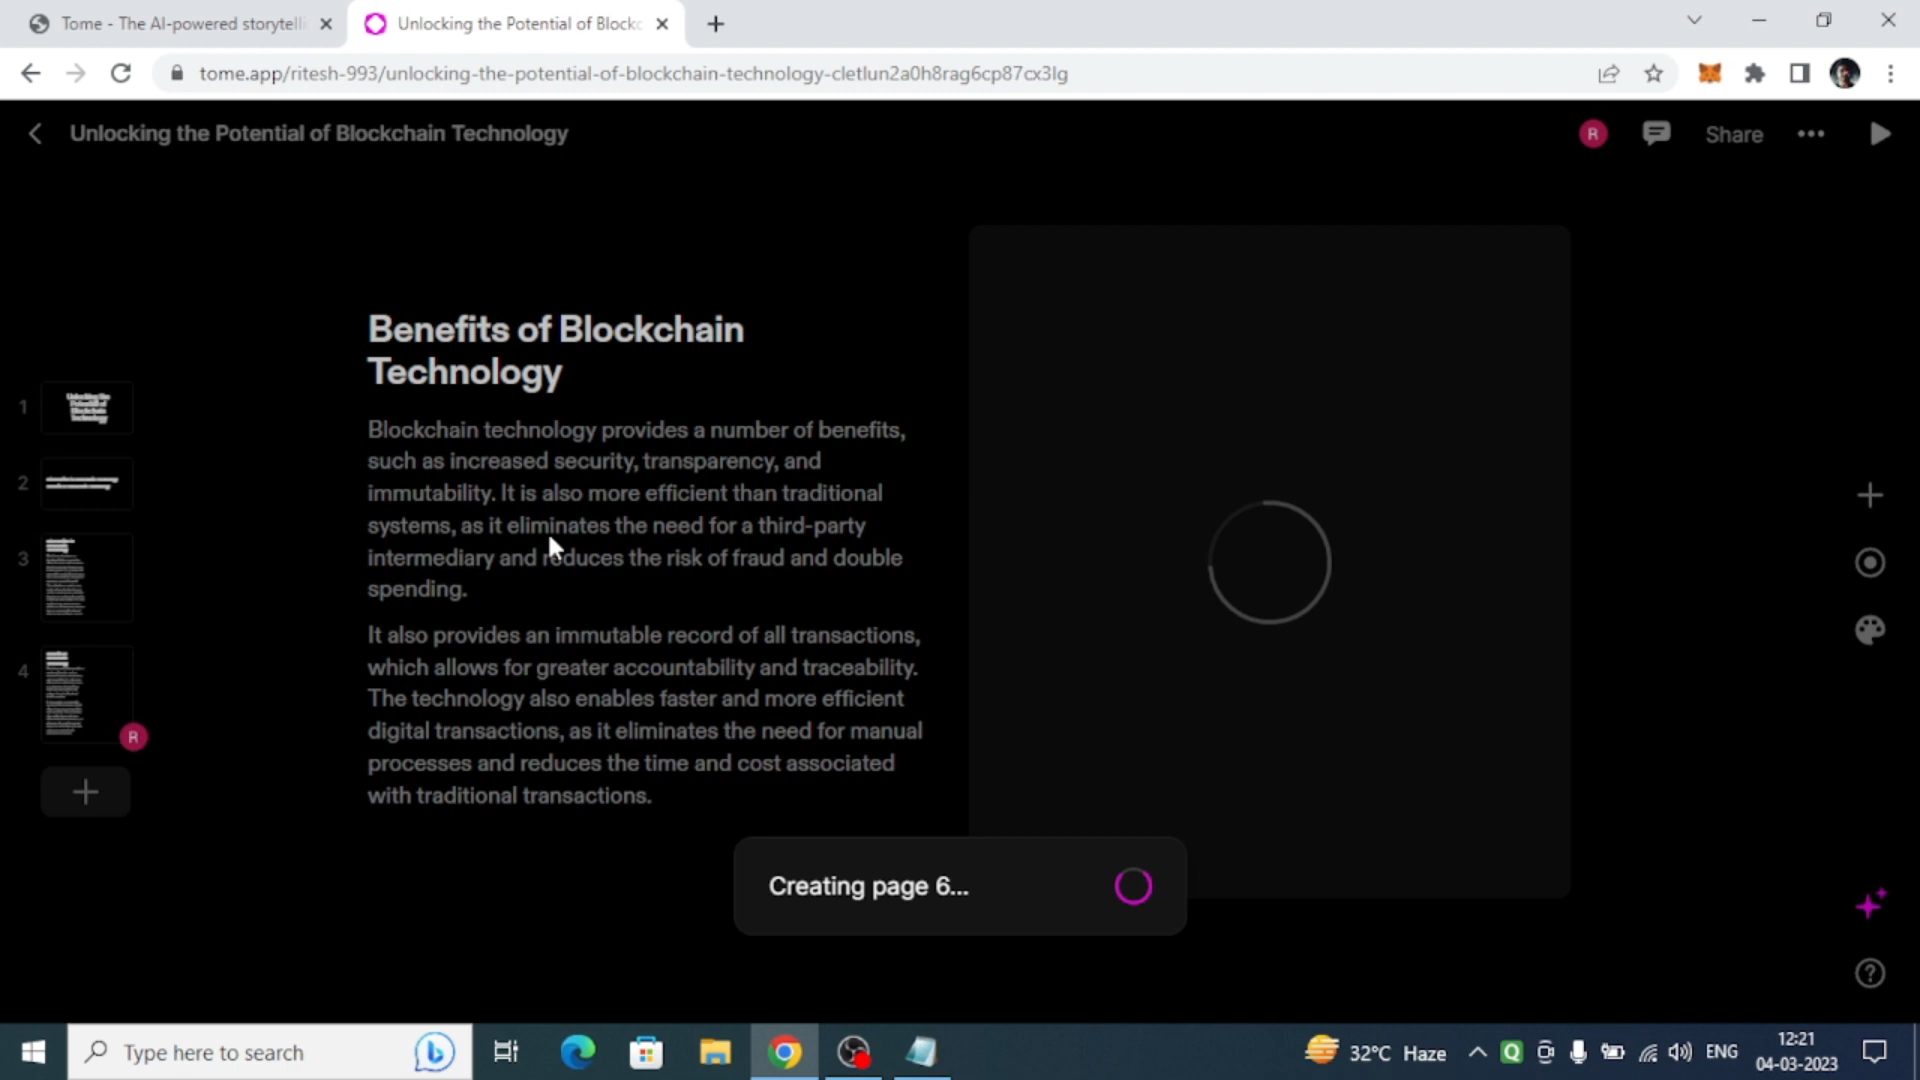 Tome - The AI-powered storytelli
Unlocking the Potential of Blockc
tome.app/ritesh-993/unlocking-the-potential-of-blockchain-technology-cletlun2a0h8rag6cp87cx3lg
Unlocking the Potential of Blockchain Technology
R
Share
Benefits of Blockchain
Technology
Blockchain technology provides a number of benefits,
such as increased security, transparency, and
immutability. It is also more efficient than traditional
systems, as it eliminates the need for a third-party
intermediary and reduces the risk of fraud and double
spending.
It also provides an immutable record of all transactions,
which allows for greater accountability and traceability.
The technology also enables faster and more efficient
digital transactions, as it eliminates the need for manual
processes and reduces the time and cost associated
with traditional transactions.
1
Unlocking the
Potential of
Blockchain
Technology
2
3
4
R
Creating page 6...
Type here to search
32°C Haze
Q
ENG
12:21
04-03-2023